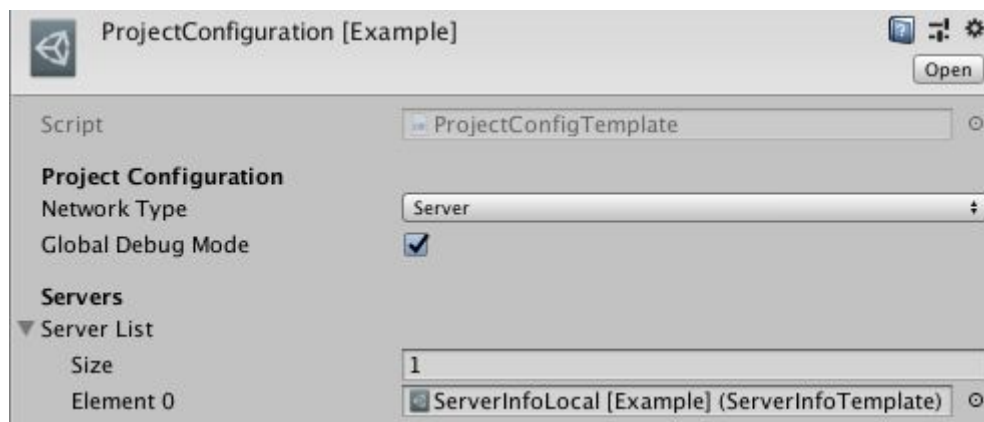 ProjectConfiguration [Example]
Open
Script ProjectConfigTemplate
Project Configuration
Network Type Server
Global Debug Mode
Servers
Server List
Size 1
Element 0 ServerInfoLocal [Example] (ServerInfoTemplate)